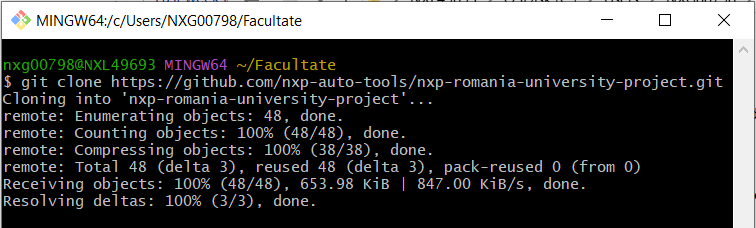 MINGW64:/c/Users/NXG00798/Facultate
nxg00798@NXL49693 MINGW64 ~/Facultate
$ git clone https://github.com/nxp-auto-tools/nxp-romania-university-project.git
Cloning into 'nxp-romania-university-project'...
remote: Enumerating objects: 48, done.
remote: Counting objects: 100% (48/48), done.
remote: Compressing objects: 100% (38/38), done.
remote: Total 48 (delta 3), reused 48 (delta 3), pack-reused 0 (from 0)
Receiving objects: 100% (48/48), 653.98 KiB | 847.00 KiB/s, done.
Resolving deltas: 100% (3/3), done.